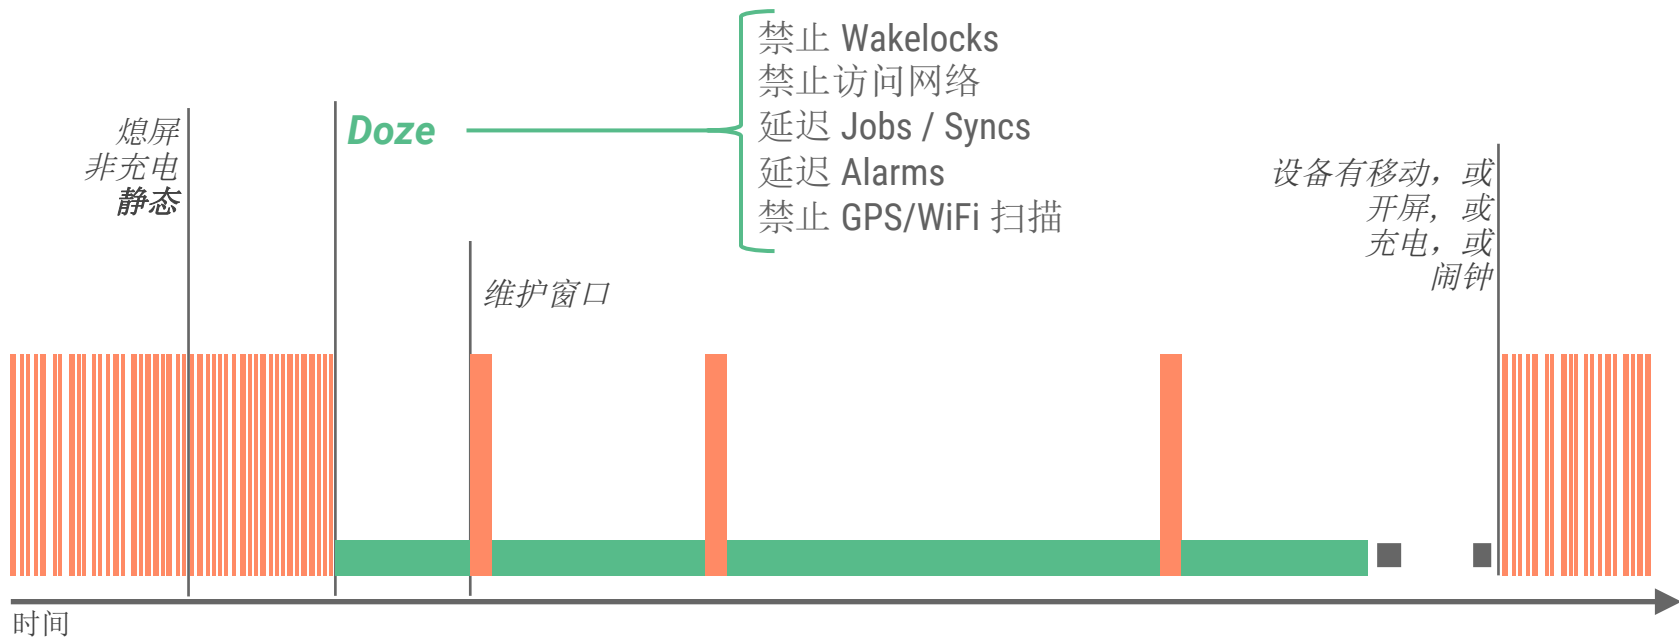 禁止 Wakelocks
禁止访问网络
延迟 Jobs / Syncs
延迟 Alarms
禁止 GPS/WiFi 扫描
Doze
熄屏
非充电
静态
维护窗口
设备有移动，或
开屏，或
充电，或
闹钟
时间